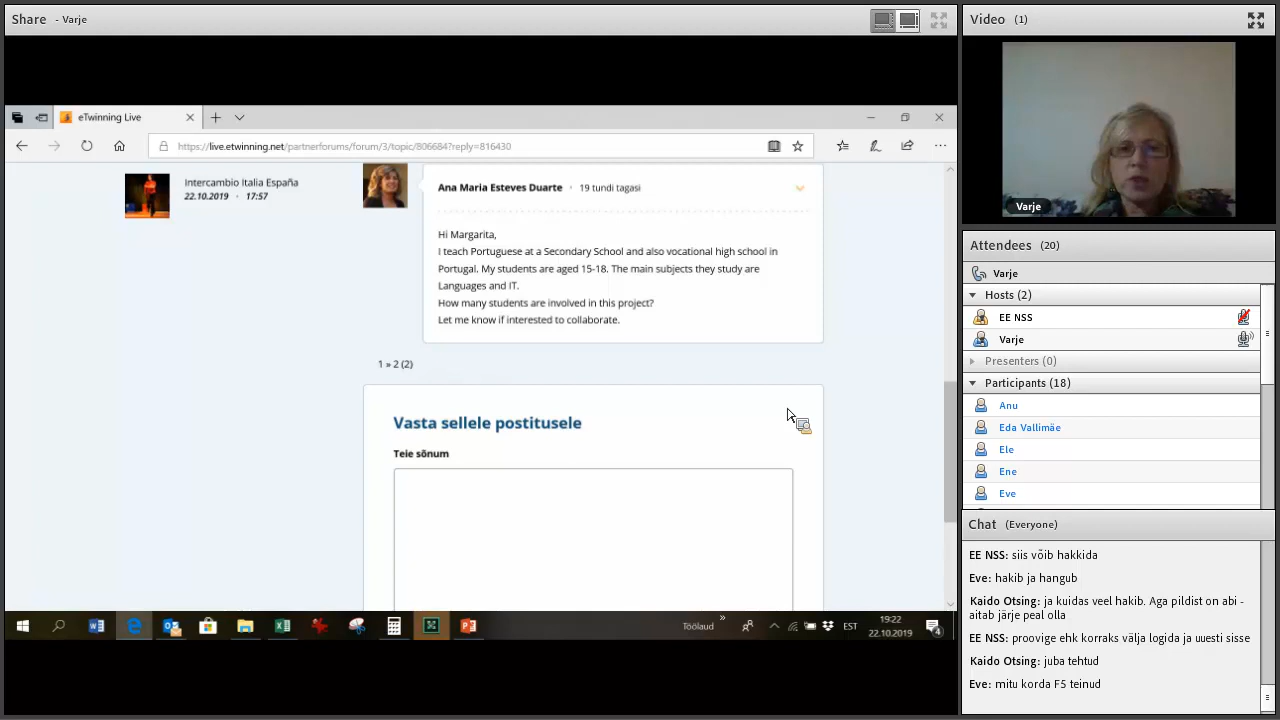 Share - Varje
eTwinning Live
https://live.etwinning.net/partnerforums/forum/3/topic/806684?reply=816430
Intercambio Italia España
22.10.2019 · 17:57
Ana Maria Esteves Duarte · 19 tundi tagasi
Hi Margarita,
I teach Portuguese at a Secondary School and also vocational high school in
Portugal. My students are aged 15-18. The main subjects they study are
Languages and IT.
How many students are involved in this project?
Let me know if interested to collaborate.
1 » 2 (2)
Vasta sellele postitusele
Teie sõnum
Töölaud
EST
19:22
22.10.2019
4
Video (1)
Varje
Attendees (20)
Varje
Hosts (2)
EE NSS
Varje
Presenters (0)
Participants (18)
Anu
Eda Vallimäe
Ele
Ene
Eve
Chat (Everyone)
EE NSS: siis võib hakkida
Eve: hakib ja hangub
Kaido Otsing: ja kuidas veel hakib. Aga pildist on abi -
aitab järje peal olla
EE NSS: proovige ehk korraks välja logida ja uuesti sisse
Kaido Otsing: juba tehtud
Eve: mitu korda F5 teinud